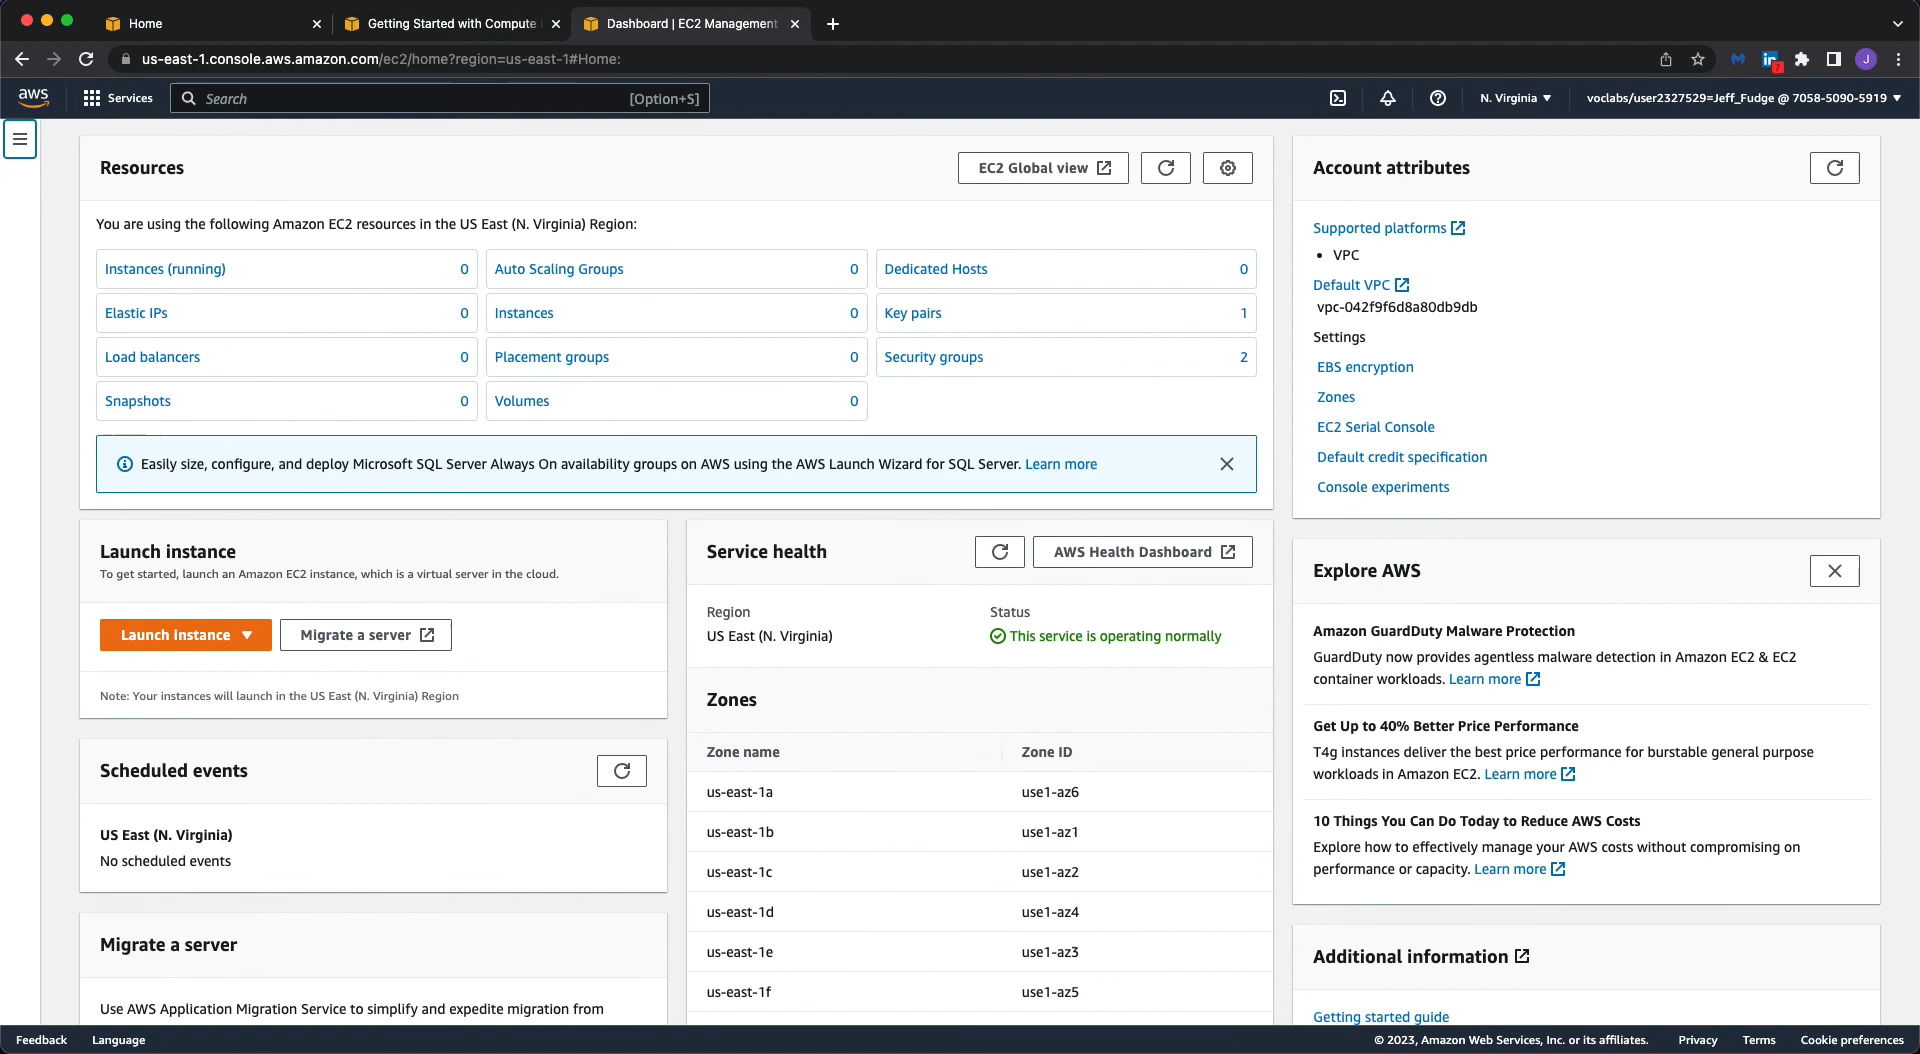 Home
Getting Started with Compute
Dashboard | EC2 Management
us-east-1.console.aws.amazon.com/ec2/home?region=us-east-1#Home:
7
J
aws
Services
Search
[Option+S]
N. Virginia
voclabs/user2327529=Jeff_Fudge @ 7058-5090-5919
Resources
EC2 Global view
You are using the following Amazon EC2 resources in the US East (N. Virginia) Region:
Instances (running) 0
Auto Scaling Groups 0
Dedicated Hosts 0
Elastic IPs 0
Instances 0
Key pairs 1
Load balancers 0
Placement groups 0
Security groups 2
Snapshots 0
Volumes 0
Easily size, configure, and deploy Microsoft SQL Server Always On availability groups on AWS using the AWS Launch Wizard for SQL Server. Learn more
Launch instance
To get started, launch an Amazon EC2 instance, which is a virtual server in the cloud.
Launch instance
Migrate a server
Note: Your instances will launch in the US East (N. Virginia) Region
Scheduled events
US East (N. Virginia)
No scheduled events
Migrate a server
Use AWS Application Migration Service to simplify and expedite migration from
Service health
AWS Health Dashboard
Region
Status
US East (N. Virginia)
This service is operating normally
Zones
Zone name
Zone ID
us-east-1a
use1-az6
us-east-1b
use1-az1
us-east-1c
use1-az2
us-east-1d
use1-az4
us-east-1e
use1-az3
us-east-1f
use1-az5
Account attributes
Supported platforms
• VPC
Default VPC
vpc-042f9f6d8a80db9db
Settings
EBS encryption
Zones
EC2 Serial Console
Default credit specification
Console experiments
Explore AWS
Amazon GuardDuty Malware Protection
GuardDuty now provides agentless malware detection in Amazon EC2 & EC2
container workloads. Learn more
Get Up to 40% Better Price Performance
T4g instances deliver the best price performance for burstable general purpose
workloads in Amazon EC2. Learn more
10 Things You Can Do Today to Reduce AWS Costs
Explore how to effectively manage your AWS costs without compromising on
performance or capacity. Learn more
Additional information
Getting started guide
Feedback
Language
© 2023, Amazon Web Services, Inc. or its affiliates.
Privacy
Terms
Cookie preferences